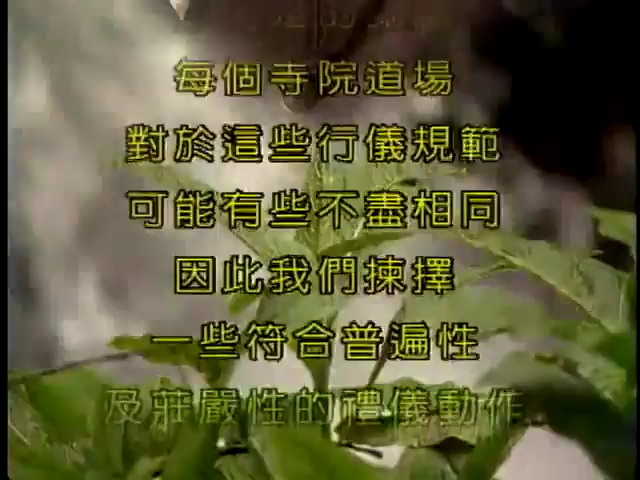 每個寺院道場
對於這些行儀規範
可能有些不盡相同
因此我們揀擇
一些符合普遍性
及莊嚴性的禮儀動作